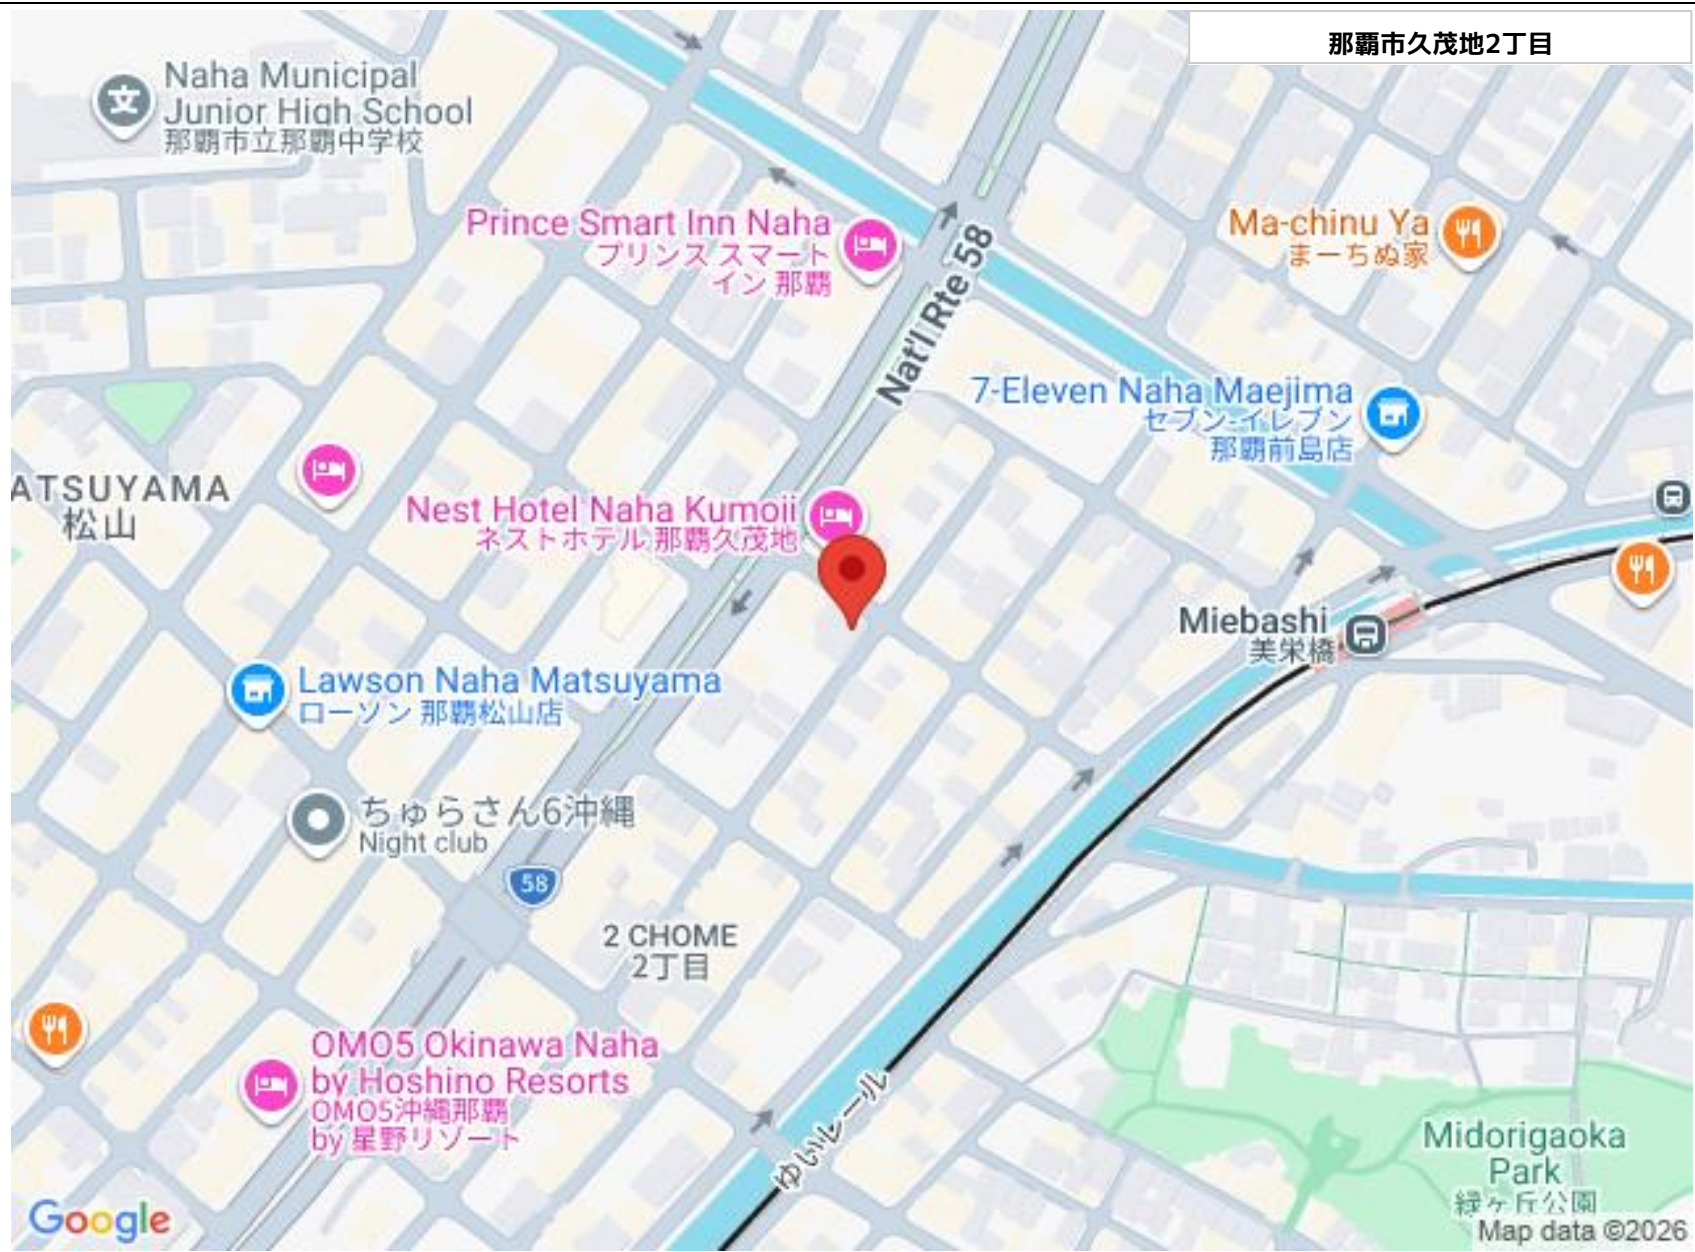 那覇市久茂地2丁目
Naha Municipal
Junior High School
那覇市立那覇中学校
Prince Smart Inn Naha
プリンス スマート
イン 那覇
Nat'l Rte 58
Ma-chinu Ya
まーちぬ家
7-Eleven Naha Maejima
セブン-イレブン
那覇前島店
ATSUYAMA
松山
Nest Hotel Naha Kumoji
ネストホテル 那覇久茂地
Miebashi
美栄橋
Lawson Naha Matsuyama
ローソン 那覇松山店
ちゅらさん6沖縄
Night club
58
2 CHOME
2丁目
OMO5 Okinawa Naha
by Hoshino Resorts
OMO5沖縄那覇
by 星野リゾート
ゆいレール
Midorigaoka
Park
緑ヶ丘公園
Google
Map data ©2026